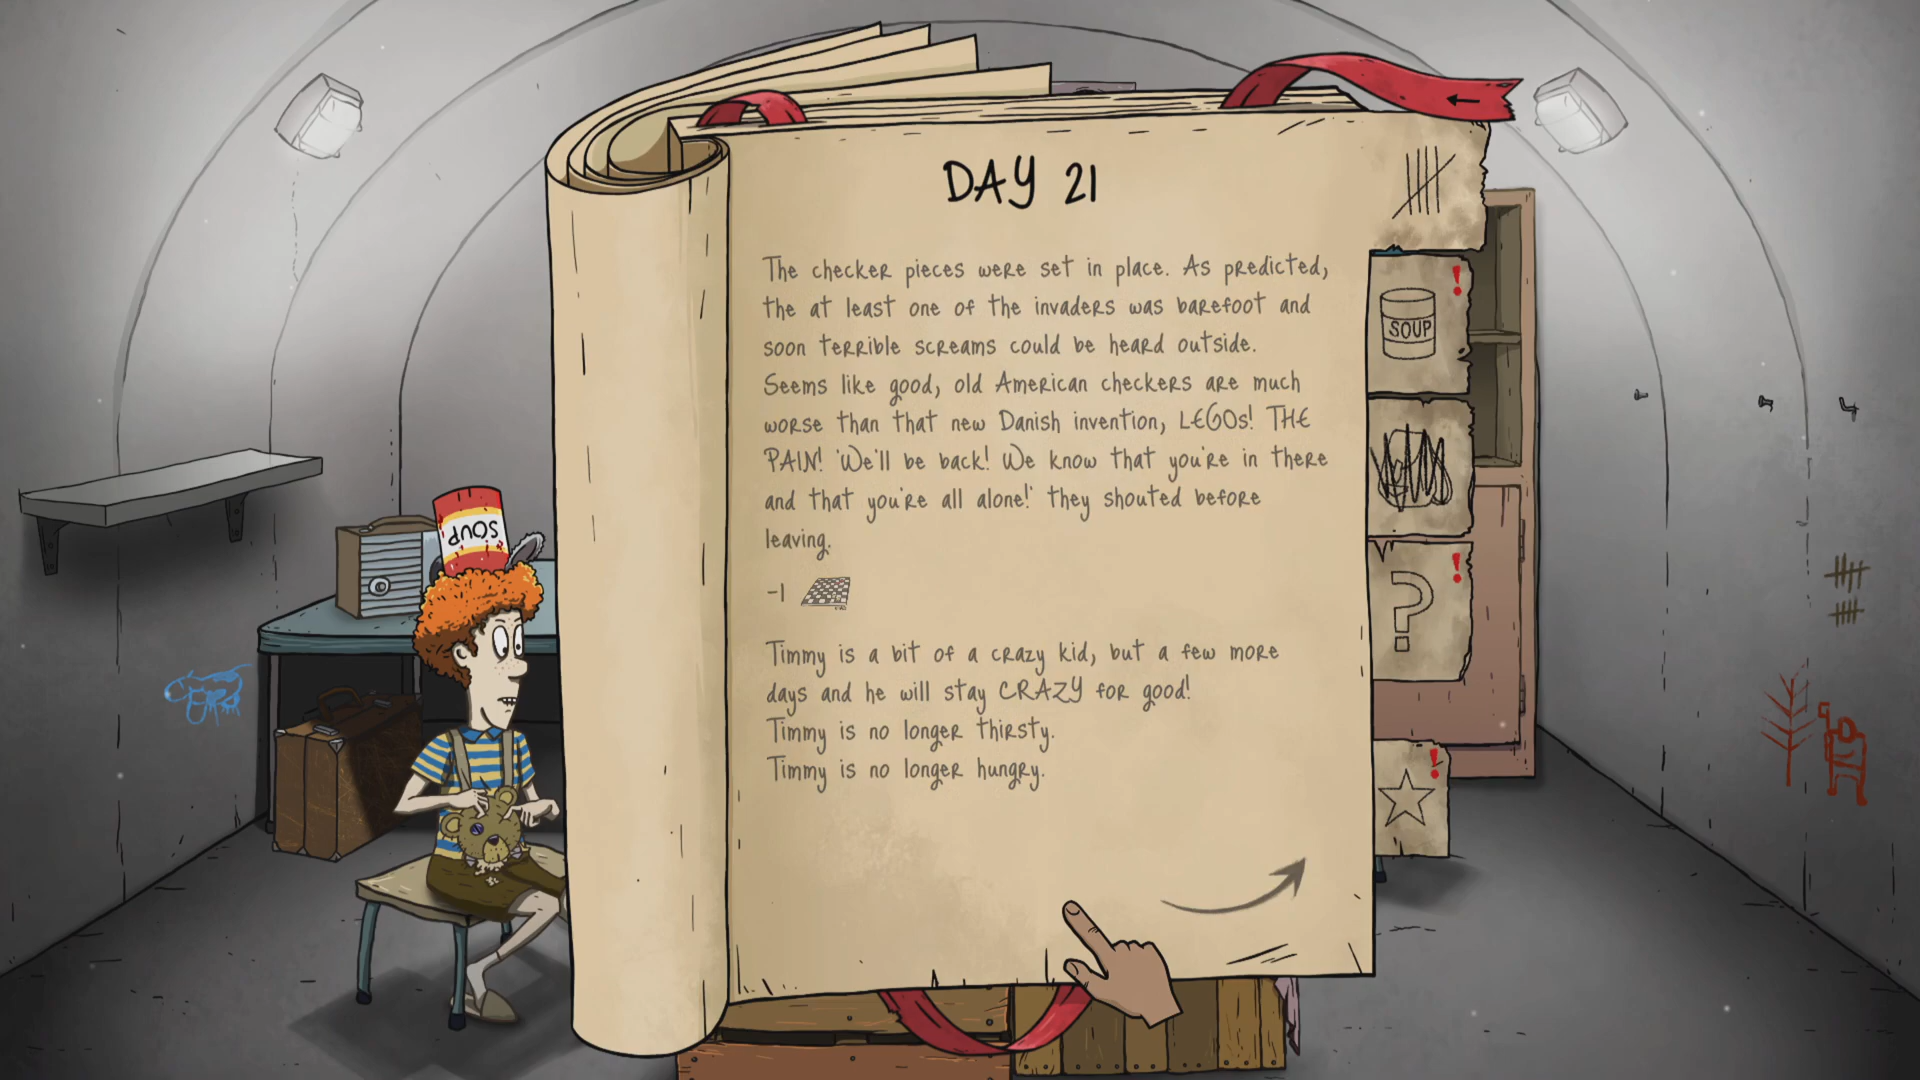 DAY 21
The checker pieces were set in place. As predicted,
the at least one of the invaders was barefoot and
soon terrible screams could be heard outside.
Seems like good, old American checkers are much
worse than that new Danish invention, LEGOs! THE
PAIN! 'We'll be back! We know that you're in there
and that you're all alone!' they shouted before
leaving.
-1
Timmy is a bit of a crazy kid, but a few more
days and he will stay CRAZY for good!
Timmy is no longer thirsty.
Timmy is no longer hungry.
!
SOUP
!
?
!
SOUP